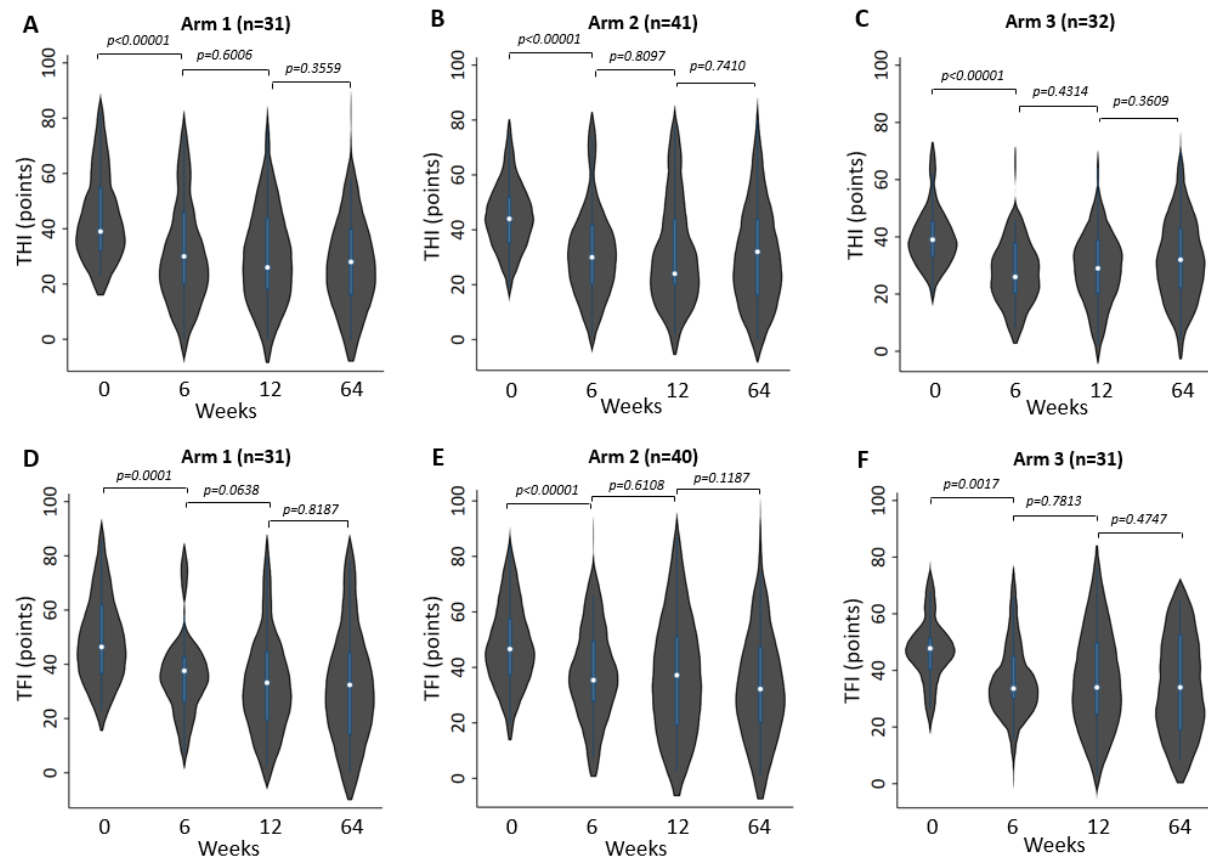 A
Arm 1 (n=31)
p<0.00001
p=0.6006
p=0.3559
THI (points)
100
80
60
40
20
0
0 6 12 64
Weeks
B
Arm 2 (n=41)
p<0.00001
p=0.8097
p=0.7410
THI (points)
100
80
60
40
20
0
0 6 12 64
Weeks
C
Arm 3 (n=32)
p<0.00001
p=0.4314
p=0.3609
THI (points)
100
80
60
40
20
0
0 6 12 64
Weeks
D
Arm 1 (n=31)
p=0.0001
p=0.0638
p=0.8187
TFI (points)
100
80
60
40
20
0
0 6 12 64
Weeks
E
Arm 2 (n=40)
p<0.00001
p=0.6108
p=0.1187
TFI (points)
100
80
60
40
20
0
0 6 12 64
Weeks
F
Arm 3 (n=31)
p=0.0017
p=0.7813
p=0.4747
TFI (points)
100
80
60
40
20
0
0 6 12 64
Weeks